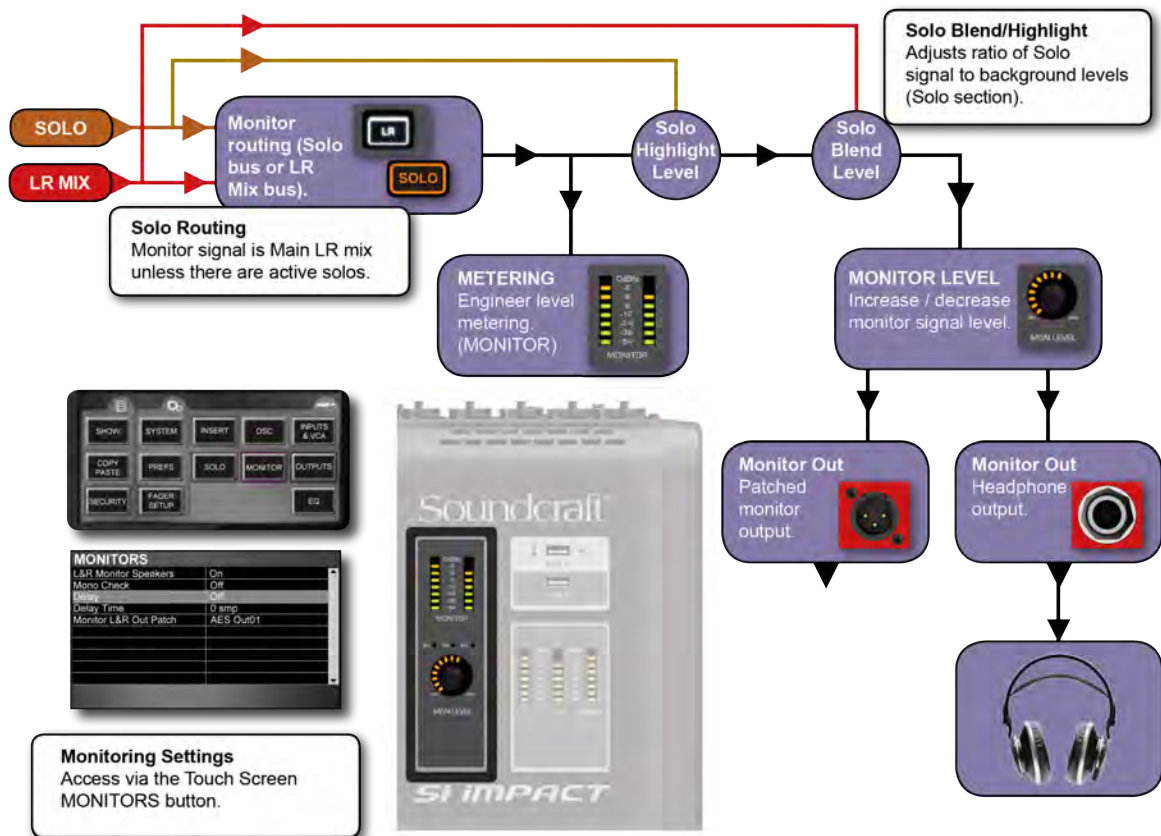 Solo Blend/Highlight
Adjusts ratio of Solo
signal to background levels
(Solo section).
SOLO
LR MIX
Monitor
routing (Solo
bus or LR
Mix bus).
LR
SOLO
Solo
Highlight
Level
Solo
Blend
Level
Solo Routing
Monitor signal is Main LR mix
unless there are active solos.
METERING
Engineer level
metering.
(MONITOR)
MONITOR
MONITOR LEVEL
Increase / decrease
monitor signal level.
MON LEVEL
SHOW
SYSTEM
INSERT
OSC
INPUTS
& VCA
COPY
PASTE
PREFS
SOLO
MONITOR
OUTPUTS
SECURITY
FADER
SETUP
EQ
Monitor Out
Patched
monitor
output.
Monitor Out
Headphone
output.
Soundcraft
MONITOR
MON LEVEL
Si IMPACT
MONITORS
L&R Monitor Speakers On
Mono Check Off
Delay Off
Delay Time 0 smp
Monitor L&R Out Patch AES Out01
Monitoring Settings
Access via the Touch Screen
MONITORS button.